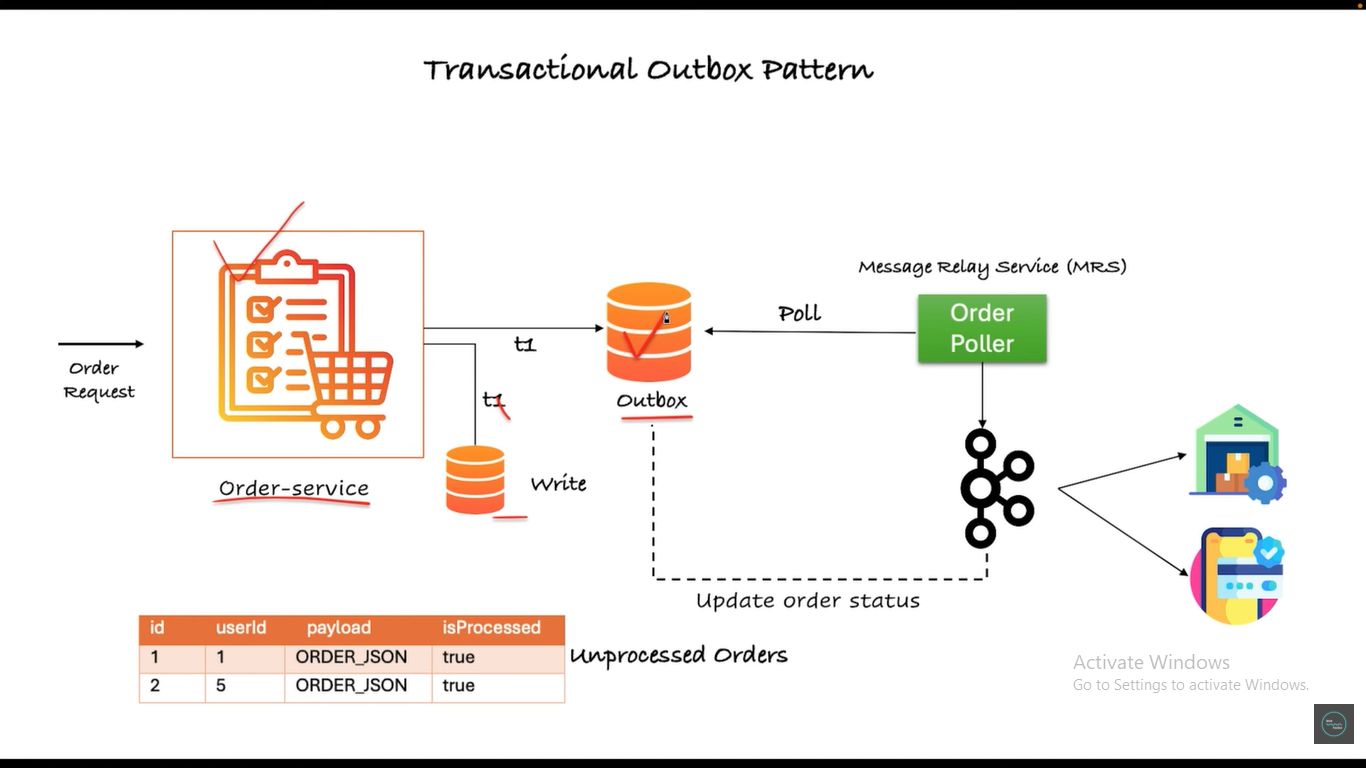 Transactional Outbox Pattern
Message Relay Service (MRS)
Order
Poller
Poll
t1
Order
Request
t1
Outbox
Order-service
Write
Update order status
id userId payload isProcessed
1 1 ORDER_JSON true
2 5 ORDER_JSON true
Unprocessed Orders
Activate Windows
Go to Settings to activate Windows.